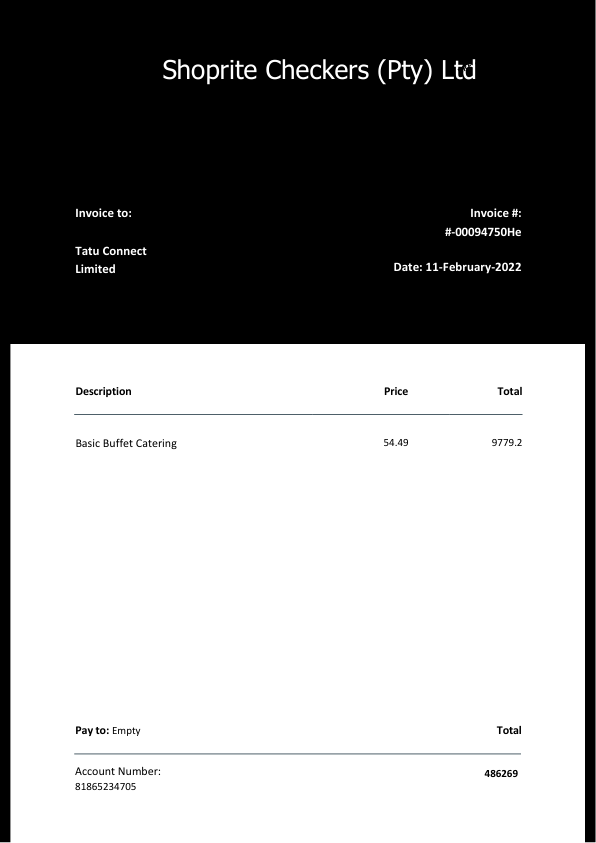 Shoprite Checkers (Pty) Ltd
Invoice to:
Invoice #:
#-00094750He
Tatu Connect
Limited
Date: 11-February-2022
Description Price Total
Basic Buffet Catering 54.49 9779.2
Pay to: Empty Total
Account Number:
81865234705
486269